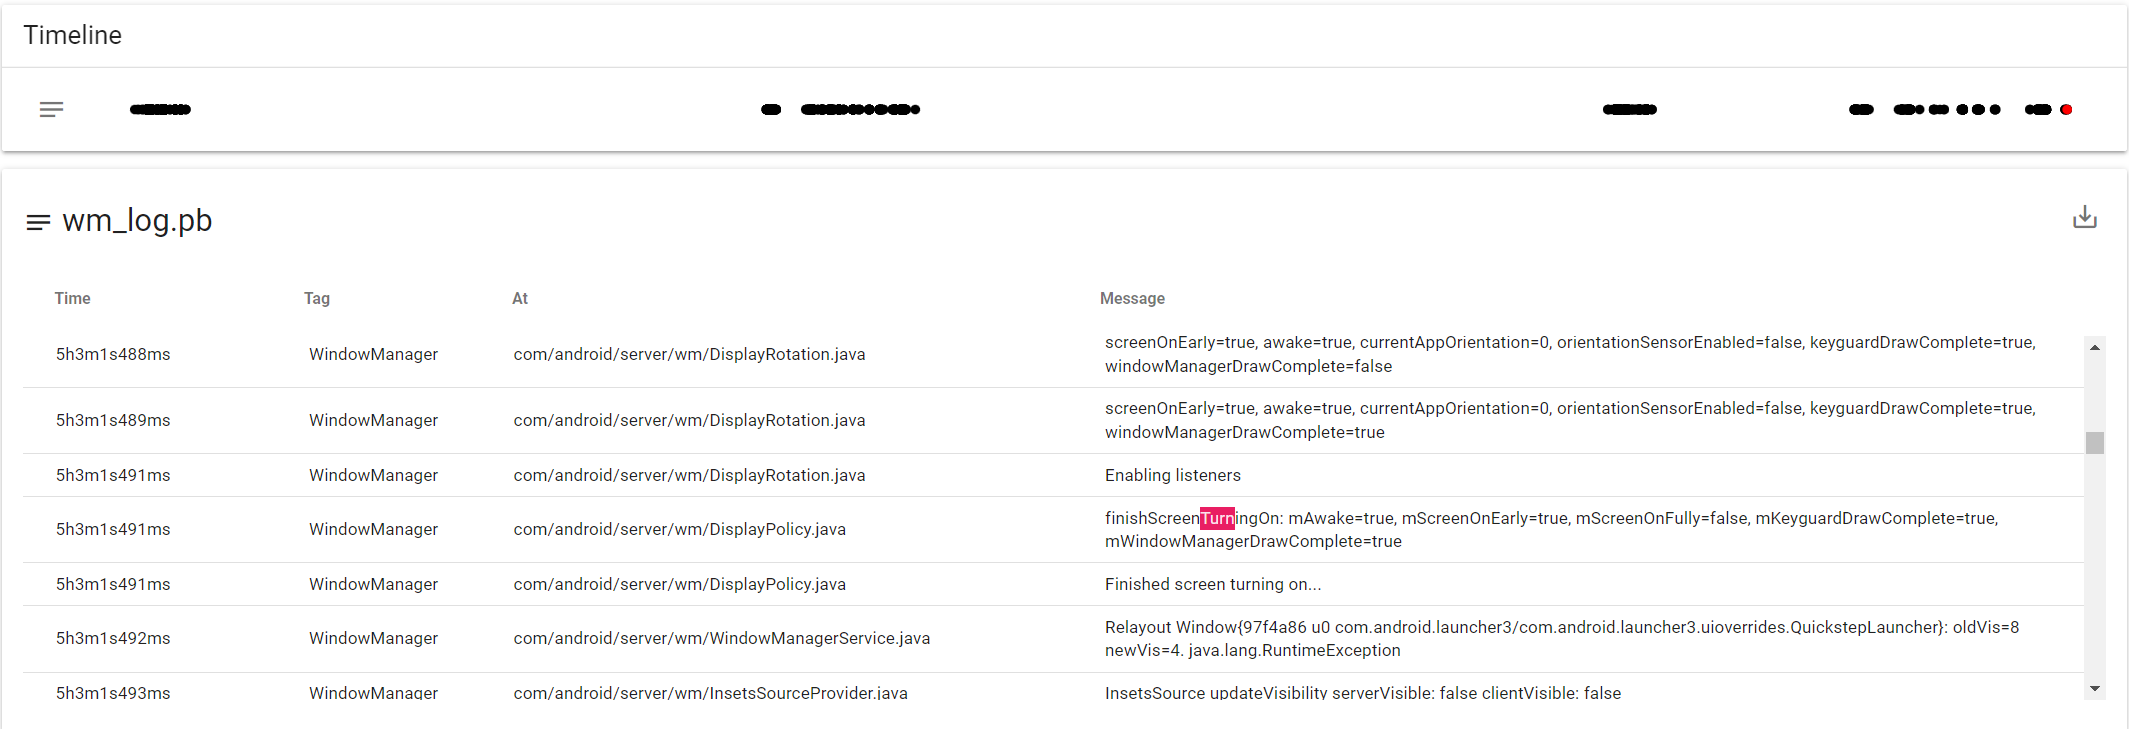 Timeline
wm_log.pb
Time Tag At Message
5h3m1s488ms WindowManager com/android/server/wm/DisplayRotation.java screenOnEarly=true, awake=true, currentAppOrientation=0, orientationSensorEnabled=false, keyguardDrawComplete=true,
windowManagerDrawComplete=false
5h3m1s489ms WindowManager com/android/server/wm/DisplayRotation.java screenOnEarly=true, awake=true, currentAppOrientation=0, orientationSensorEnabled=false, keyguardDrawComplete=true,
windowManagerDrawComplete=true
5h3m1s491ms WindowManager com/android/server/wm/DisplayRotation.java Enabling listeners
5h3m1s491ms WindowManager com/android/server/wm/DisplayPolicy.java finishScreenTurningOn: mAwake=true, mScreenOnEarly=true, mScreenOnFully=false, mKeyguardDrawComplete=true,
mWindowManagerDrawComplete=true
5h3m1s491ms WindowManager com/android/server/wm/DisplayPolicy.java Finished screen turning on...
5h3m1s492ms WindowManager com/android/server/wm/WindowManagerService.java Relayout Window{97f4a86 u0 com.android.launcher3/com.android.launcher3.uioverrides.QuickstepLauncher}: oldVis=8
newVis=4. java.lang.RuntimeException
5h3m1s493ms WindowManager com/android/server/wm/InsetsSourceProvider.java InsetsSource updateVisibility serverVisible: false clientVisible: false